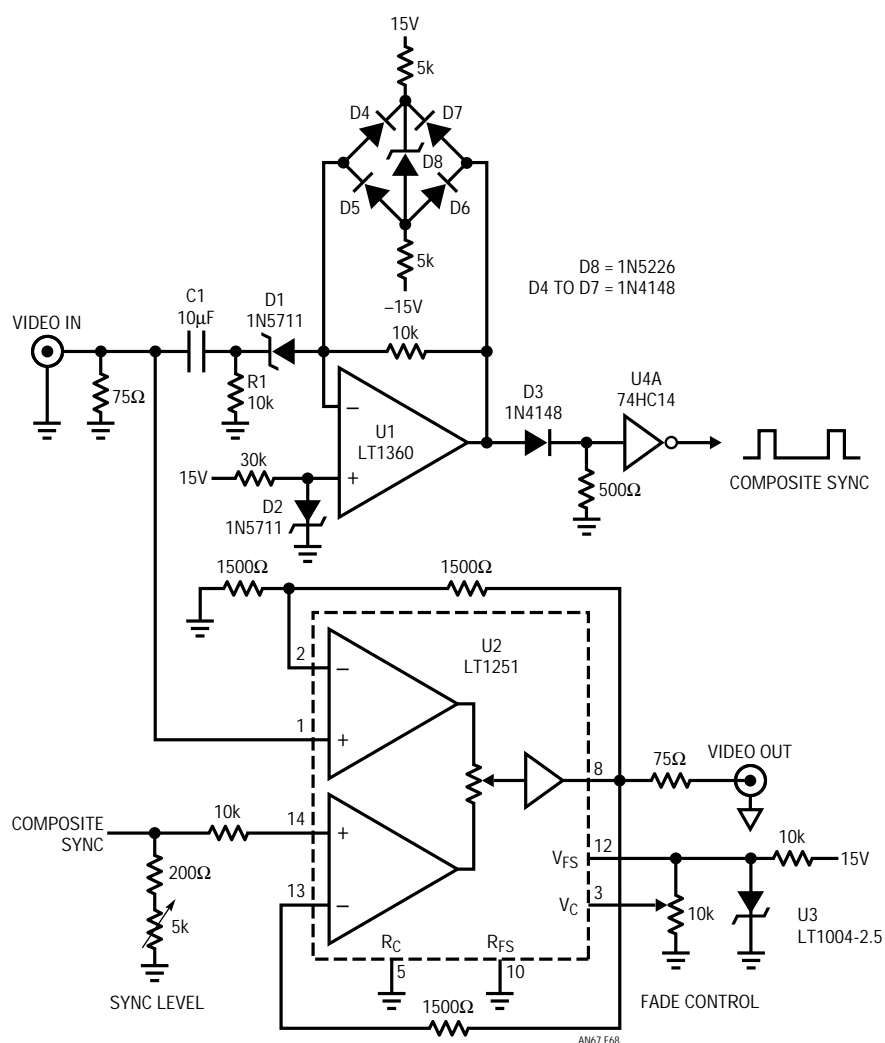 15V
5k
D4
D7
D8
D5
D6
5k
–15V
D8 = 1N5226
D4 TO D7 = 1N4148
VIDEO IN
C1
10µF
D1
1N5711
10k
75Ω
R1
10k
U1
LT1360
–
+
D3
1N4148
U4A
74HC14
15V
30k
D2
1N5711
500Ω
COMPOSITE SYNC
1500Ω
1500Ω
U2
LT1251
2
–
1
+
8
75Ω
VIDEO OUT
COMPOSITE
SYNC
10k
14
+
200Ω
13
–
5k
VFS
12
10k
15V
VC
3
10k
U3
LT1004-2.5
RC
5
RFS
10
SYNC LEVEL
1500Ω
FADE CONTROL
AN67 F68